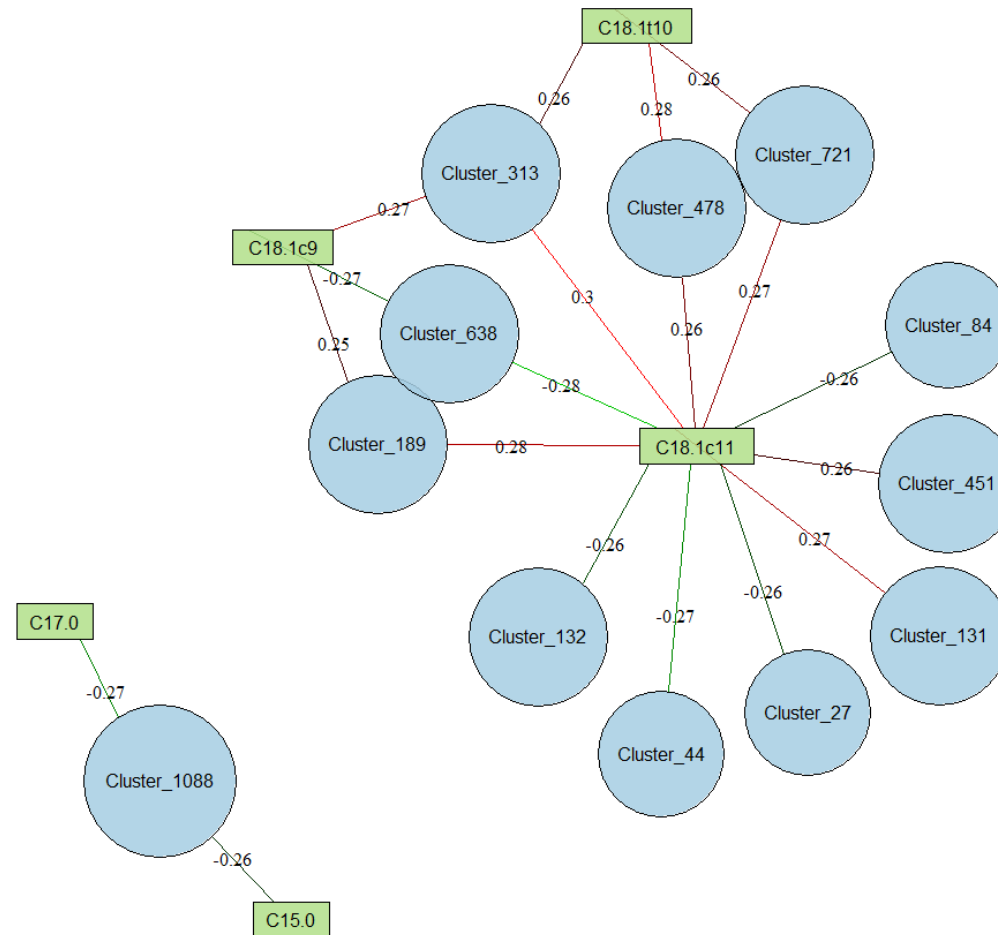 C18.1t10
0.26
0.26
0.28
Cluster_313
Cluster_721
Cluster_478
0.27
C18.1c9
-0.27
0.3
0.27
Cluster_84
Cluster_638
0.26
0.25
-0.28
-0.26
Cluster_189
0.28
C18.1c11
0.26
Cluster_451
-0.26
0.27
-0.26
-0.27
C17.0
Cluster_132
Cluster_131
-0.27
Cluster_44
Cluster_27
Cluster_1088
-0.26
C15.0